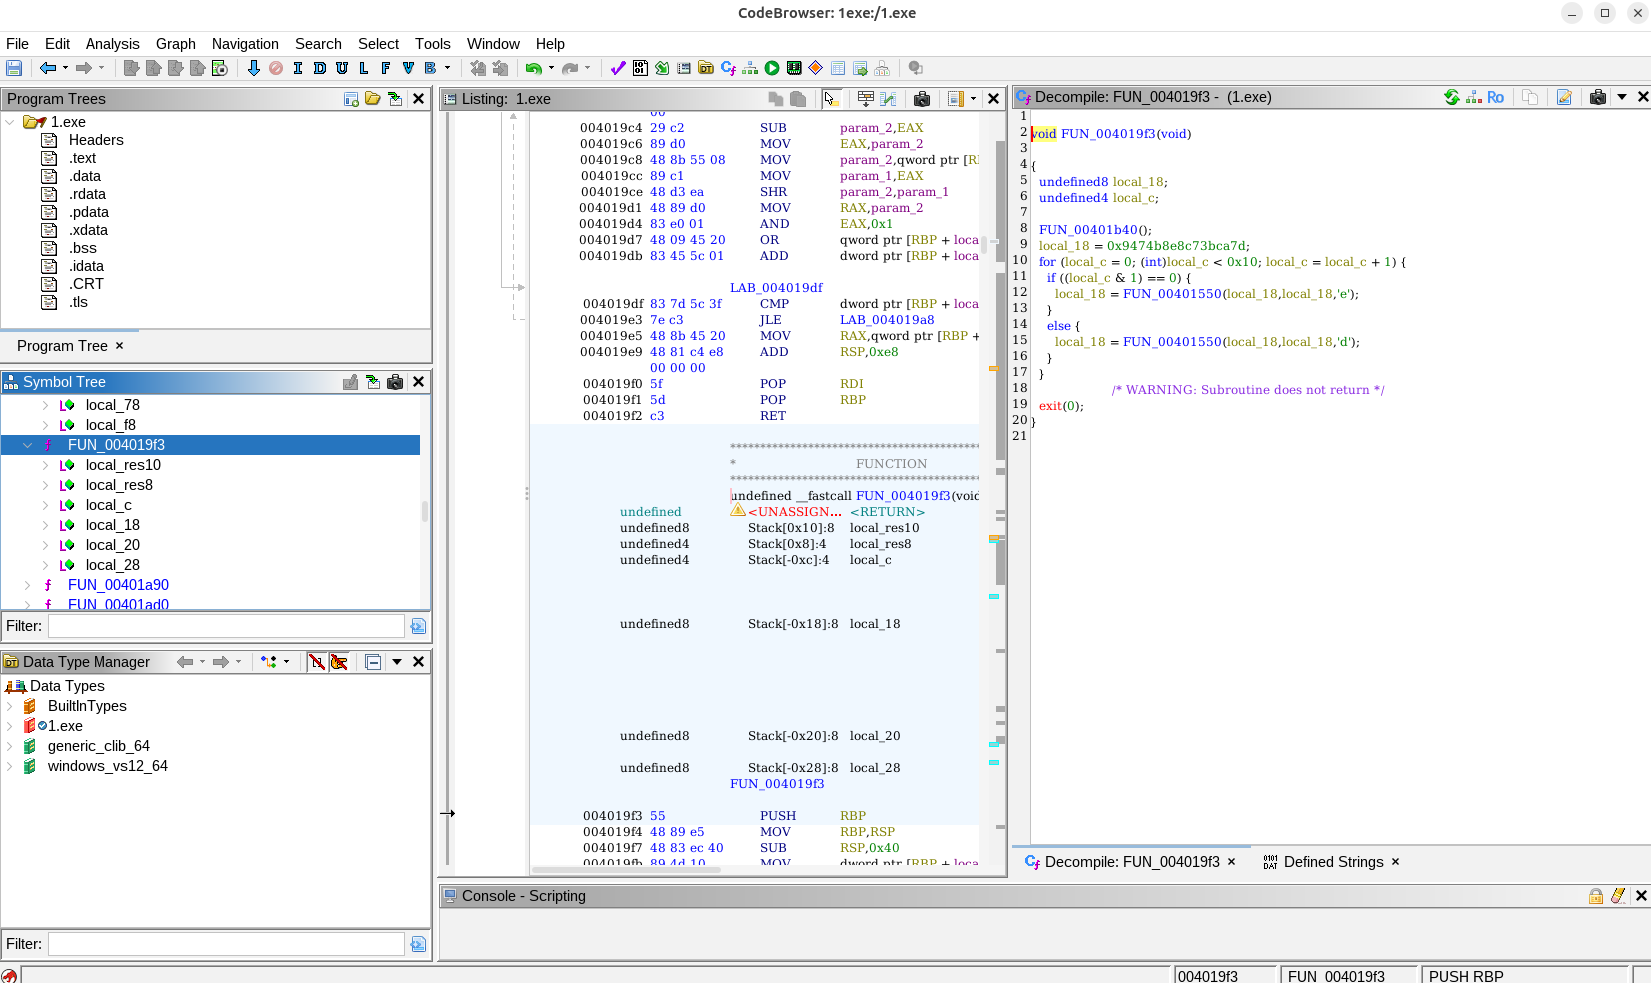 CodeBrowser: 1exe:/1.exe
File Edit Analysis Graph Navigation Search Select Tools Window Help
I D U L F V B
Program Trees
1.exe
Headers
.text
.data
.rdata
.pdata
.xdata
.bss
.idata
.CRT
.tls
Program Tree ×
Symbol Tree
local_78
local_f8
FUN_004019f3
local_res10
local_res8
local_c
local_18
local_20
local_28
FUN_00401a90
FUN_00401ad0
Filter:
Data Type Manager
Data Types
BuiltInTypes
1.exe
generic_clib_64
windows_vs12_64
Filter:
Listing: 1.exe
00
004019c4 29 c2 SUB param_2,EAX
004019c6 89 d0 MOV EAX,param_2
004019c8 48 8b 55 08 MOV param_2,qword ptr [R
004019cc 89 c1 MOV param_1,EAX
004019ce 48 d3 ea SHR param_2,param_1
004019d1 48 89 d0 MOV RAX,param_2
004019d4 83 e0 01 AND EAX,0x1
004019d7 48 09 45 20 OR qword ptr [RBP + loca
004019db 83 45 5c 01 ADD dword ptr [RBP + loca
LAB_004019df
004019df 83 7d 5c 3f CMP dword ptr [RBP + loca
004019e3 7e c3 JLE LAB_004019a8
004019e5 48 8b 45 20 MOV RAX,qword ptr [RBP +
004019e9 48 81 c4 e8 ADD RSP,0xe8
00 00 00
004019f0 5f POP RDI
004019f1 5d POP RBP
004019f2 c3 RET
*****************************************
* FUNCTION
*****************************************
undefined __fastcall FUN_004019f3(void
undefined <UNASSIGN... <RETURN>
undefined8 Stack[0x10]:8 local_res10
undefined4 Stack[0x8]:4 local_res8
undefined4 Stack[-0xc]:4 local_c
undefined8 Stack[-0x18]:8 local_18
undefined8 Stack[-0x20]:8 local_20
undefined8 Stack[-0x28]:8 local_28
FUN_004019f3
004019f3 55 PUSH RBP
004019f4 48 89 e5 MOV RBP,RSP
004019f7 48 83 ec 40 SUB RSP,0x40
004019fb 89 4d 10 MOV dword ptr [RBP + loca
Decompile: FUN_004019f3 - (1.exe)
Ro
1
2 void FUN_004019f3(void)
3
4 {
5 undefined8 local_18;
6 undefined4 local_c;
7
8 FUN_00401b40();
9 local_18 = 0x9474b8e8c73bca7d;
10 for (local_c = 0; (int)local_c < 0x10; local_c = local_c + 1) {
11 if ((local_c & 1) == 0) {
12 local_18 = FUN_00401550(local_18,local_18,'e');
13 }
14 else {
15 local_18 = FUN_00401550(local_18,local_18,'d');
16 }
17 }
18 /* WARNING: Subroutine does not return */
19 exit(0);
20 }
21
Decompile: FUN_004019f3 × Defined Strings ×
Console - Scripting
004019f3 FUN_004019f3 PUSH RBP